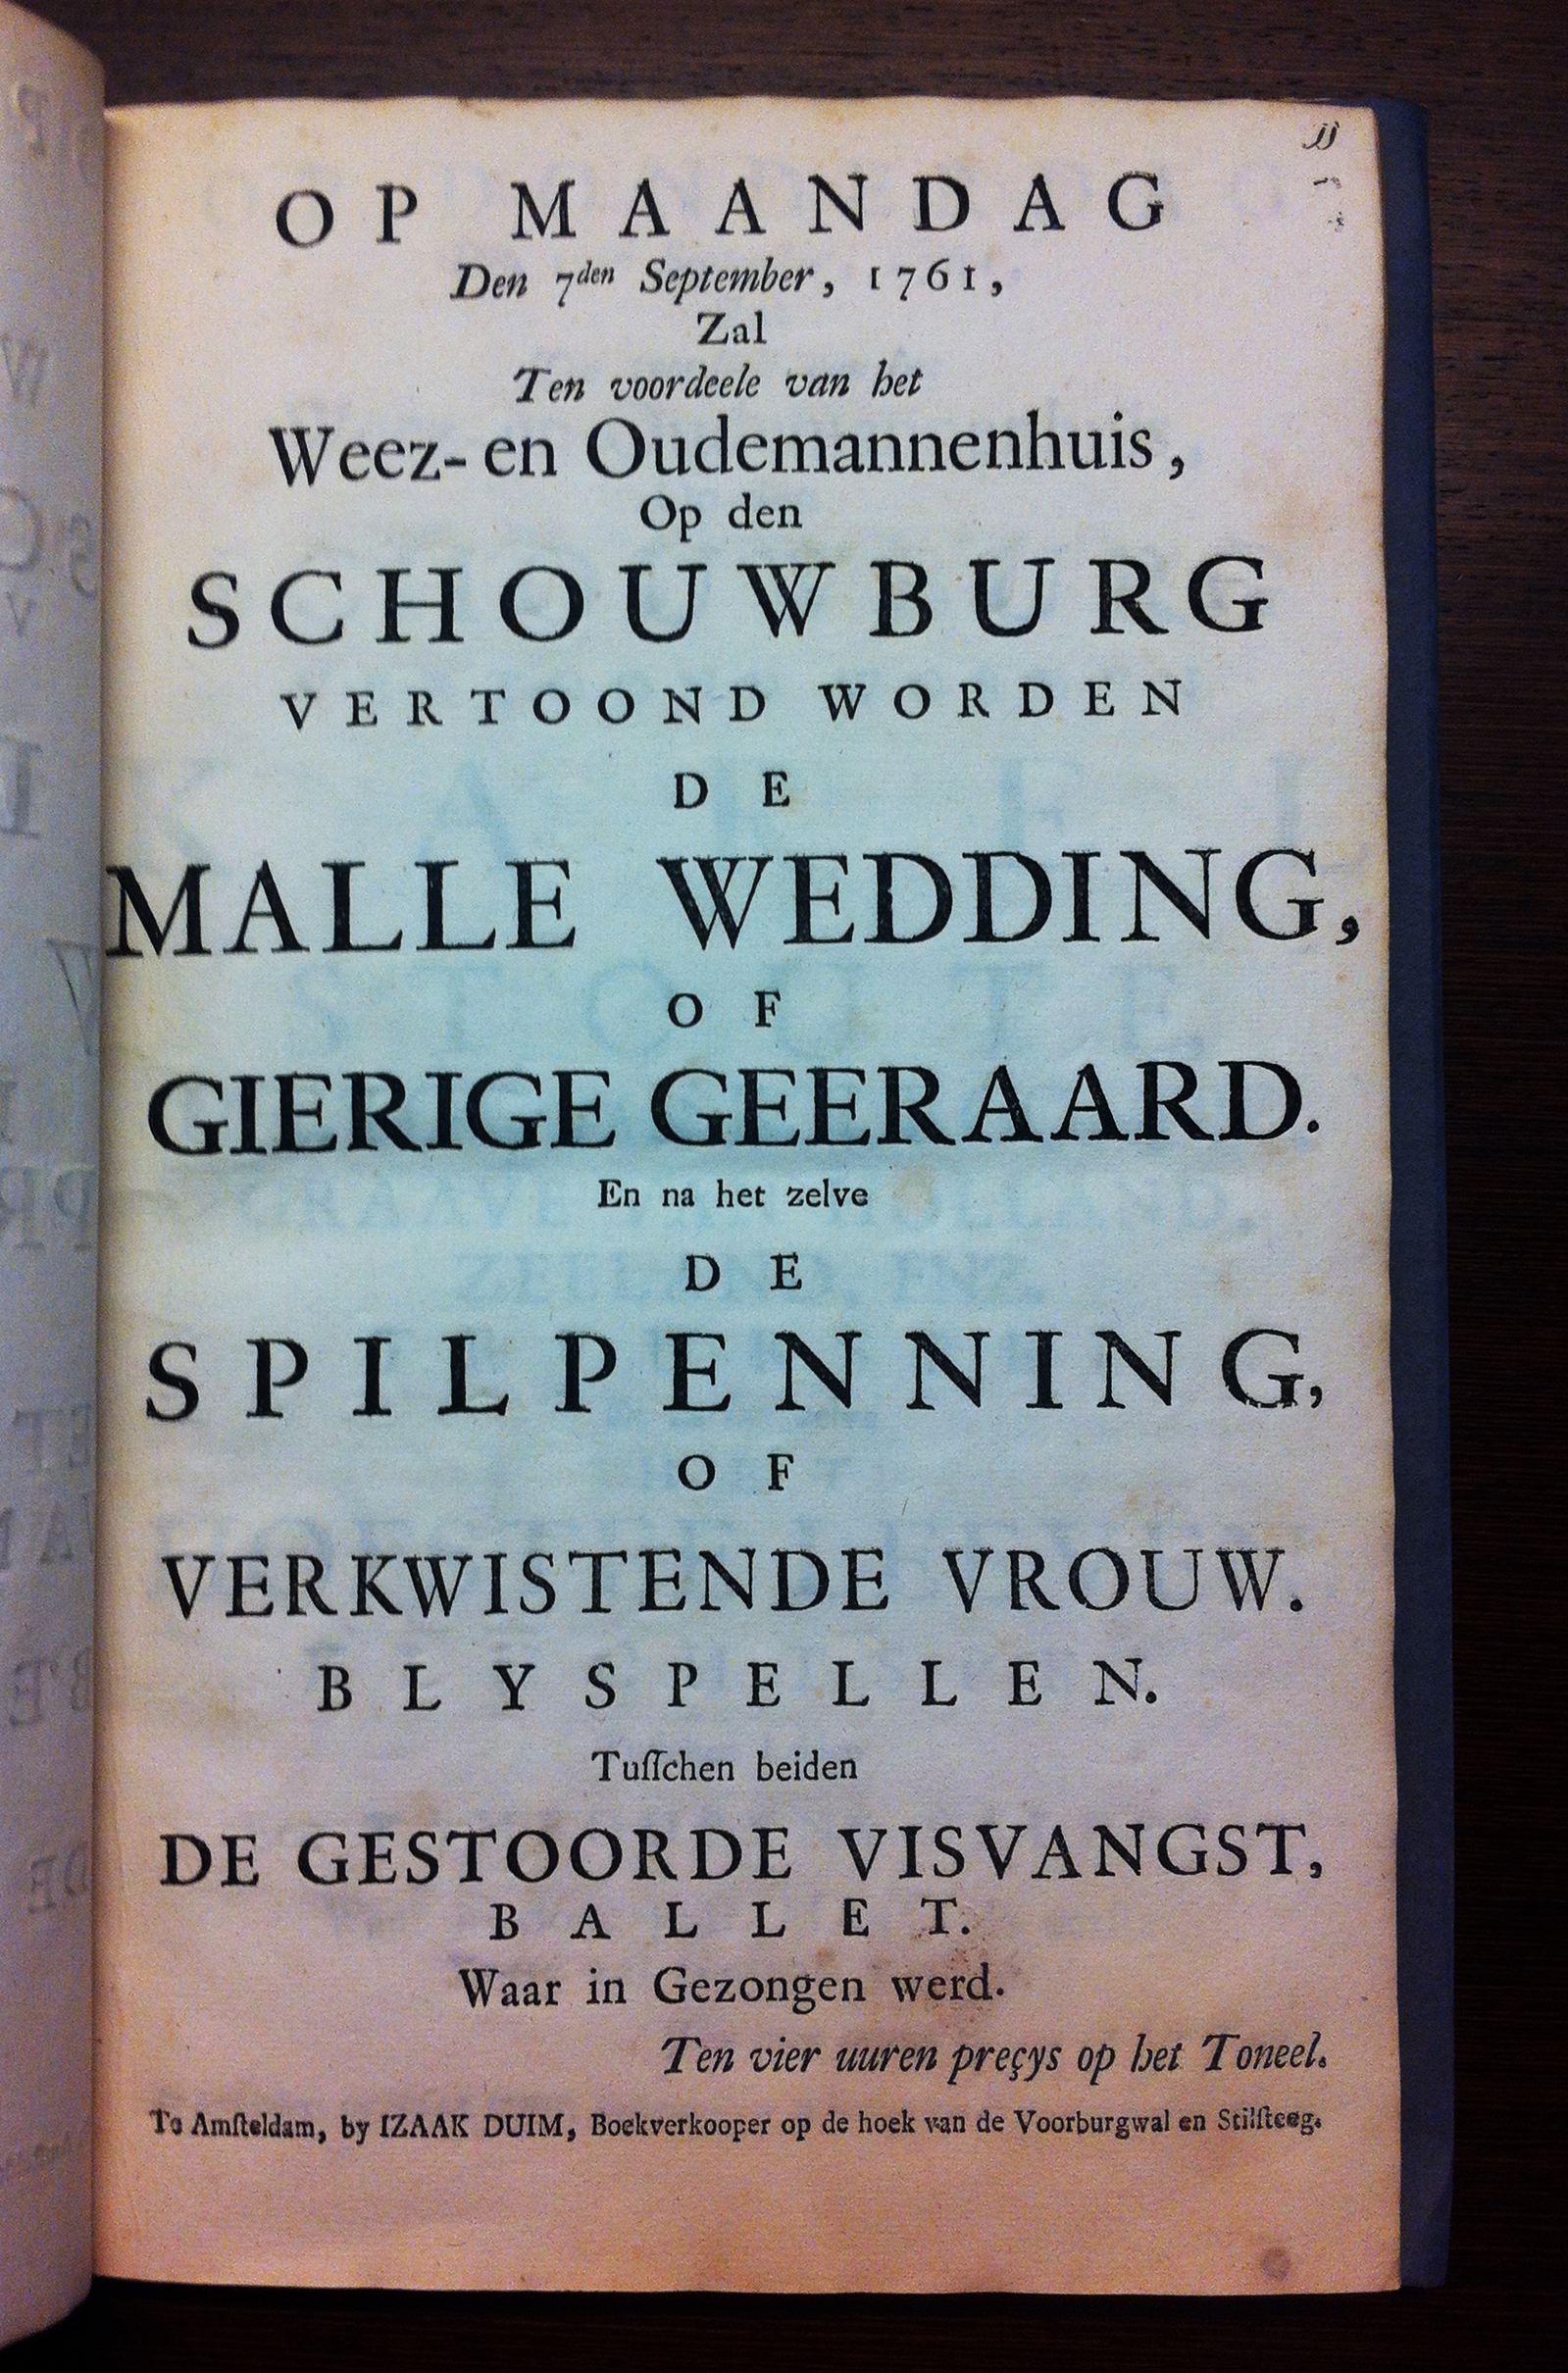 OP MAANDAG
Den 7den September, 1761,
Zal
Ten voordeele van het
Weez- en Oudemannenhuis,
Op den
SCHOUWBURG
VERTOOND WORDEN
DE
MALLE WEDDING,
OF
GIERIGE GEERAARD.
En na het zelve
DE
SPILPENNING,
OF
VERKWISTENDE VROUW.
BLYSPELLEN.
Tuſſchen beiden
DE GESTOORDE VISVANGST,
BALLET.
Waar in Gezongen werd.
Ten vier uuren preçys op het Toneel.
Te Amſteldam, by IZAAK DUIM, Boekverkooper op de hoek van de Voorburgwal en Stilſteeg.